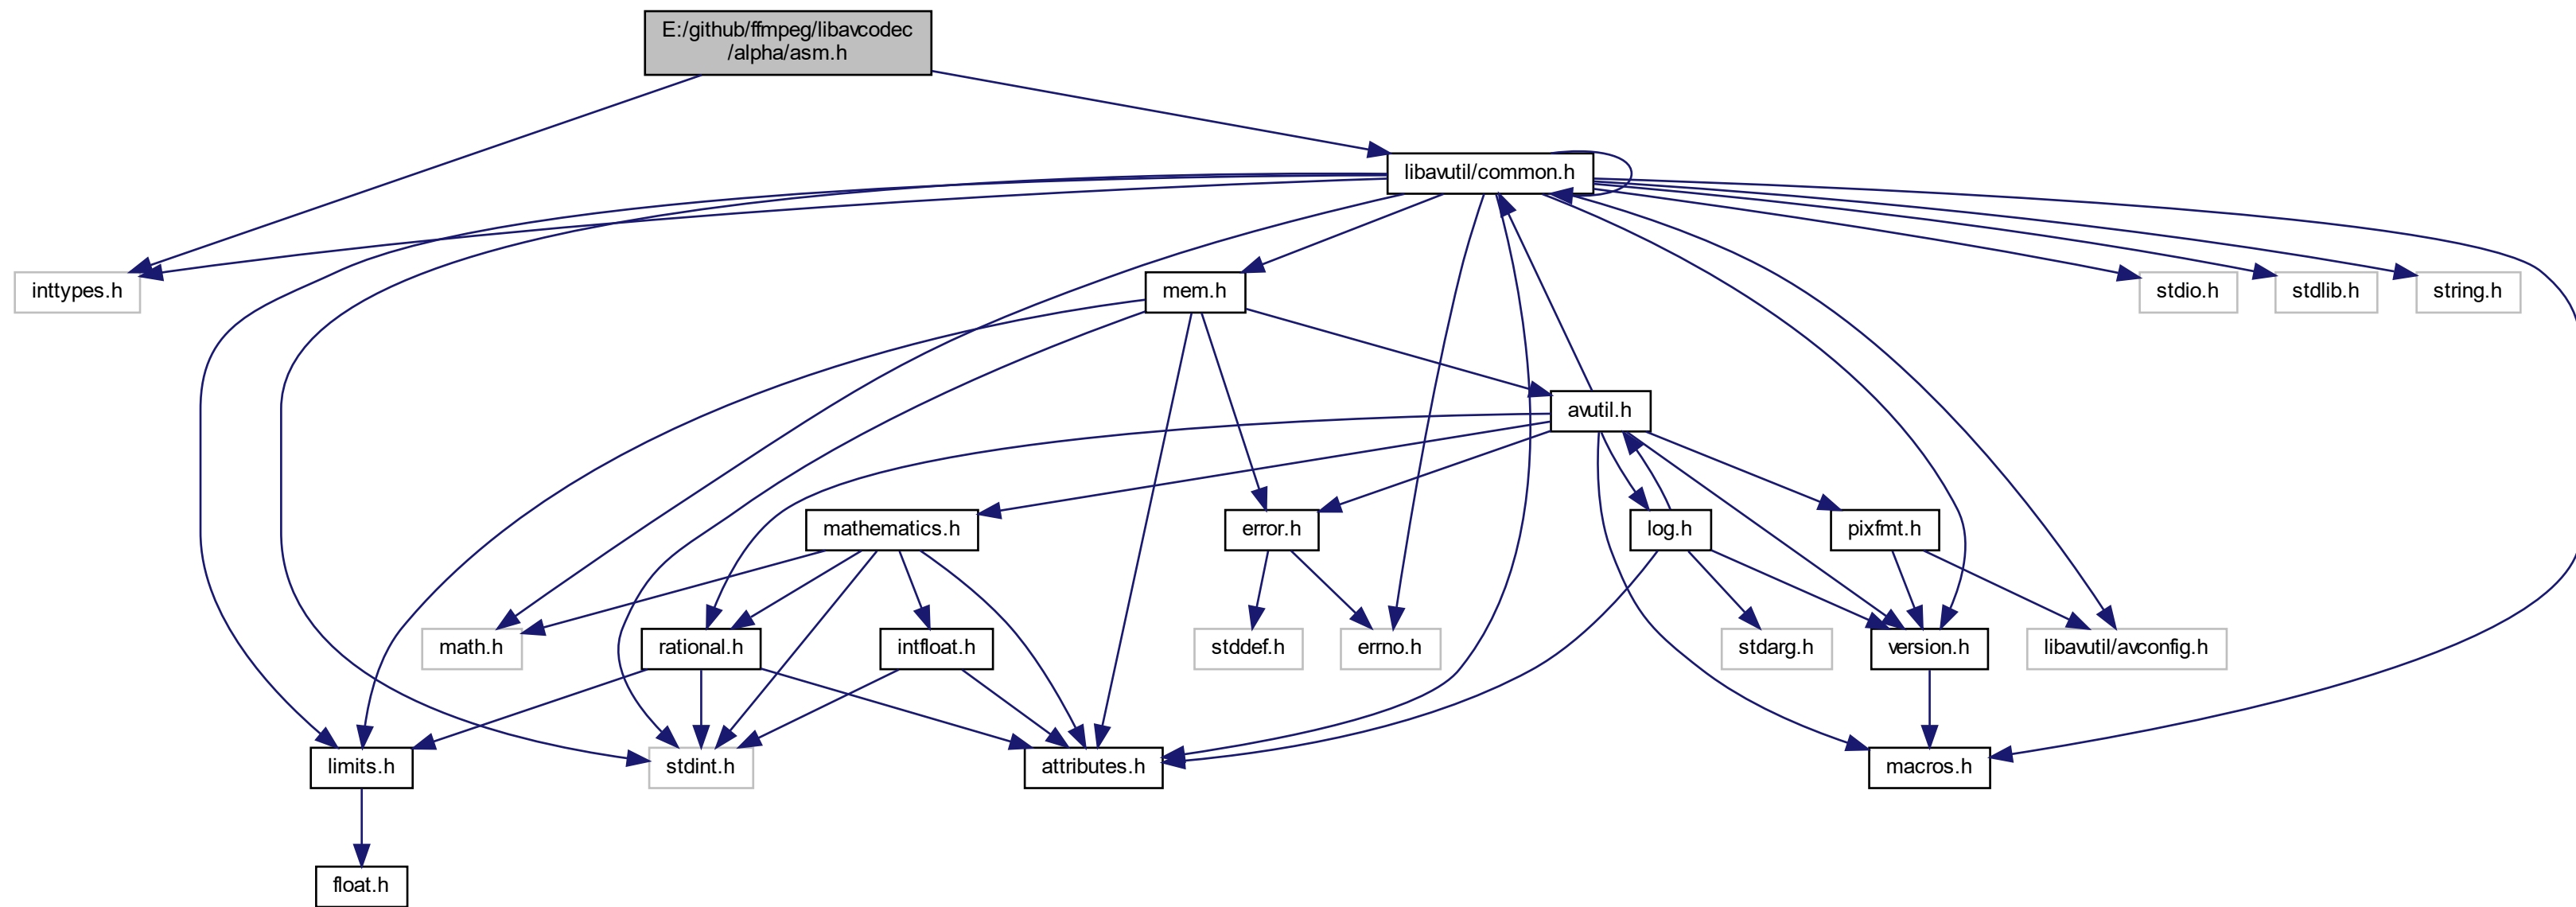 E:/github/ffmpeg/libavcodec
/alpha/asm.h
libavutil/common.h
inttypes.h
mem.h
stdio.h
stdlib.h
string.h
avutil.h
mathematics.h
error.h
log.h
pixfmt.h
math.h
rational.h
intfloat.h
stddef.h
errno.h
stdarg.h
version.h
libavutil/avconfig.h
limits.h
stdint.h
attributes.h
macros.h
float.h